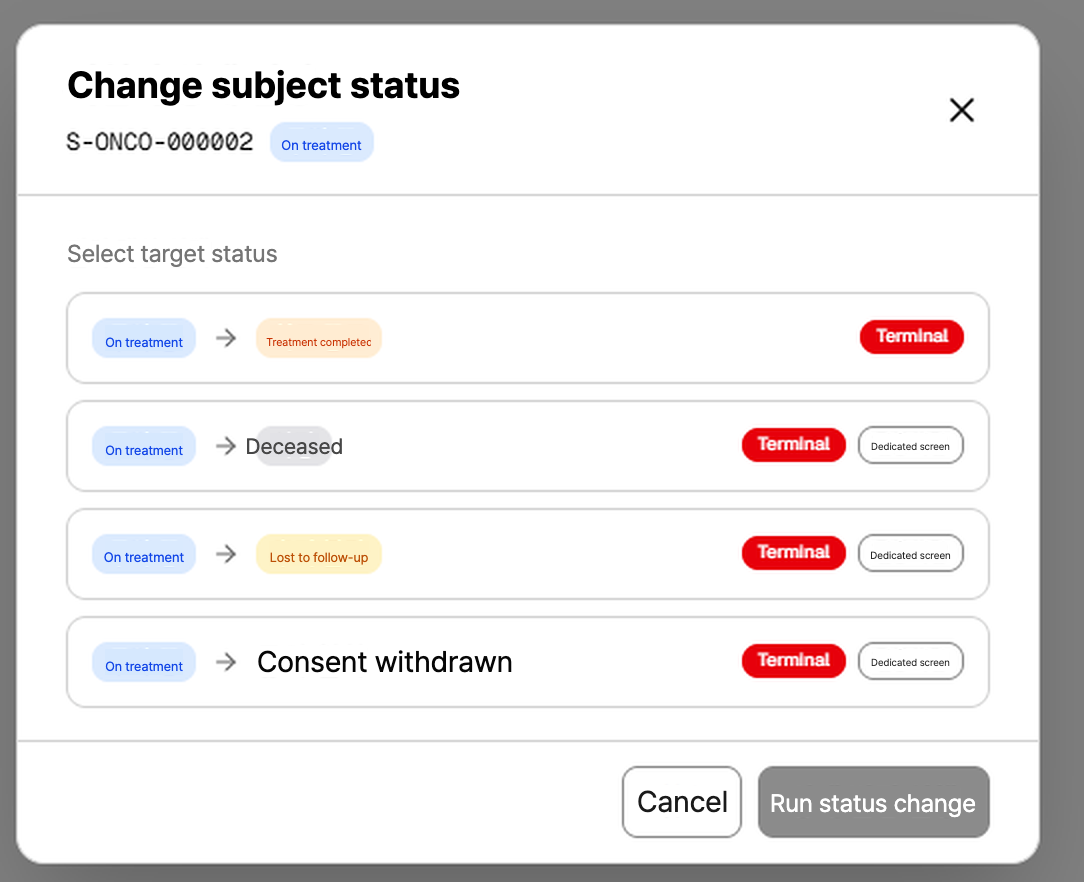 Change subject status
S-ONCO-000002 On treatment
Select target status
On treatment → Treatment completed Terminal
On treatment → Deceased Terminal Dedicated screen
On treatment → Lost to follow-up Terminal Dedicated screen
On treatment → Consent withdrawn Terminal Dedicated screen
Cancel Run status change